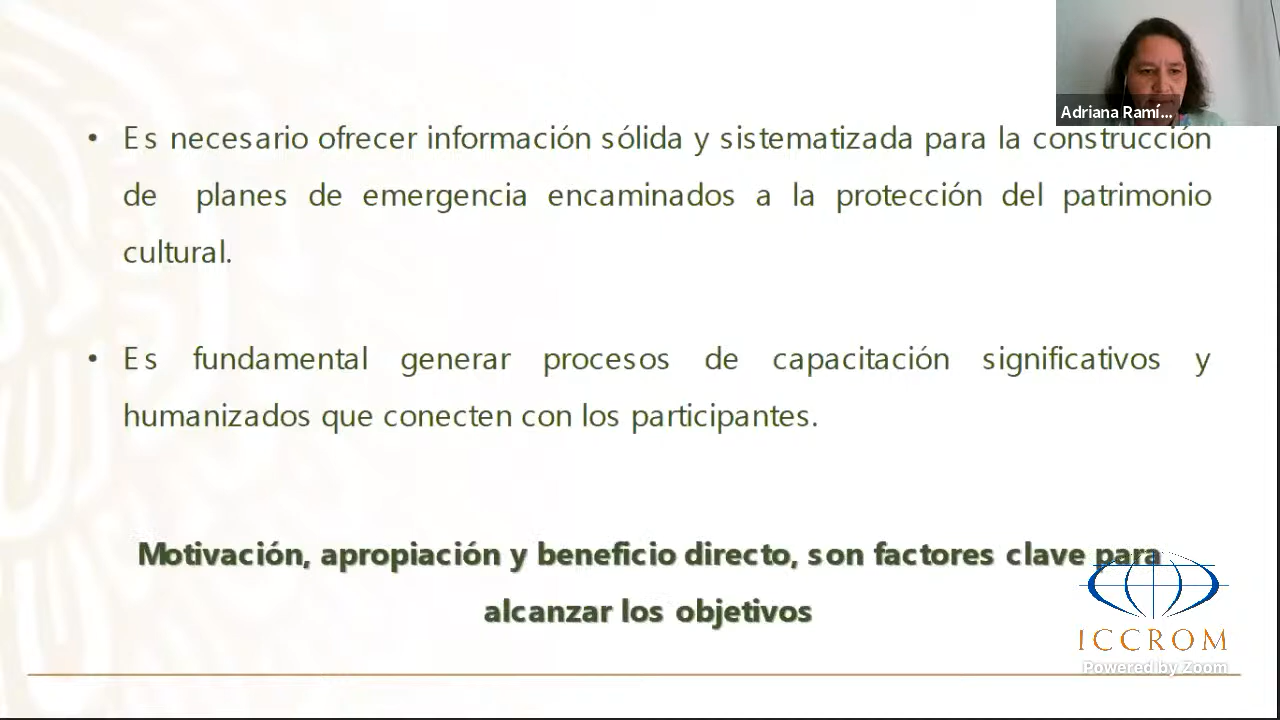 Adriana Ramí...
• Es necesario ofrecer información sólida y sistematizada para la construcción
de planes de emergencia encaminados a la protección del patrimonio
cultural.
• Es fundamental generar procesos de capacitación significativos y
humanizados que conecten con los participantes.
Motivación, apropiación y beneficio directo, son factores clave para
alcanzar los objetivos
ICCROM
Powered by Zoom